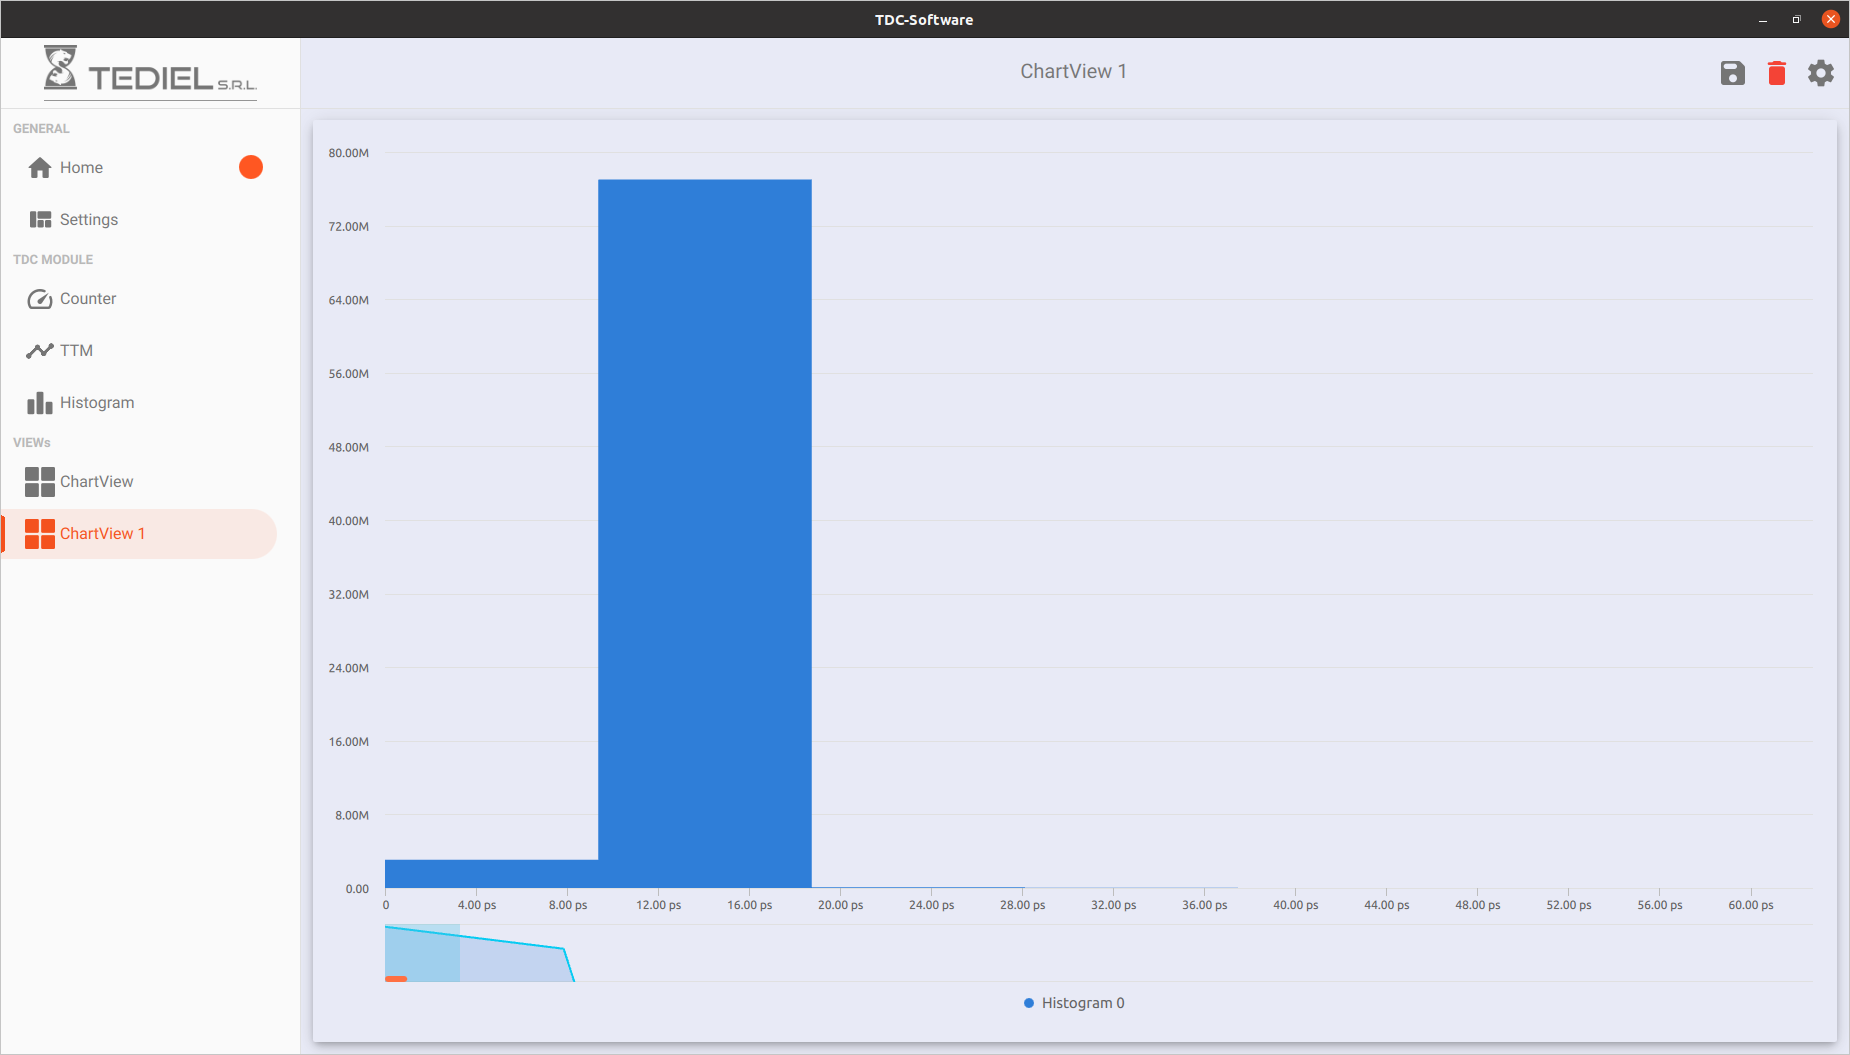 TDC-Software
TEDIEL S.R.L.
ChartView 1
GENERAL
Home
Settings
TDC MODULE
Counter
TTM
Histogram
VIEWs
ChartView
ChartView 1
80.00M
72.00M
64.00M
56.00M
48.00M
40.00M
32.00M
24.00M
16.00M
8.00M
0.00
0 4.00 ps 8.00 ps 12.00 ps 16.00 ps 20.00 ps 24.00 ps 28.00 ps 32.00 ps 36.00 ps 40.00 ps 44.00 ps 48.00 ps 52.00 ps 56.00 ps 60.00 ps
Histogram 0